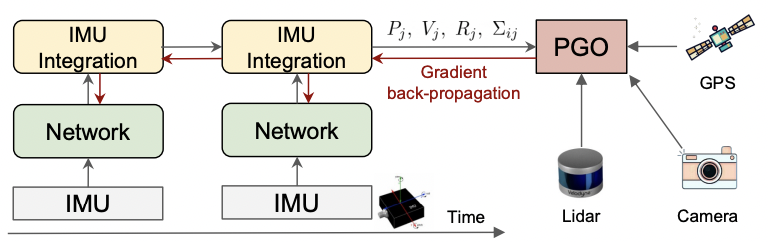 IMU
Integration
IMU
Integration
P_j, V_j, R_j, Σ_ij
PGO
Gradient
back-propagation
GPS
Network
Network
IMU
IMU
Time
Velodyne
Lidar
Camera